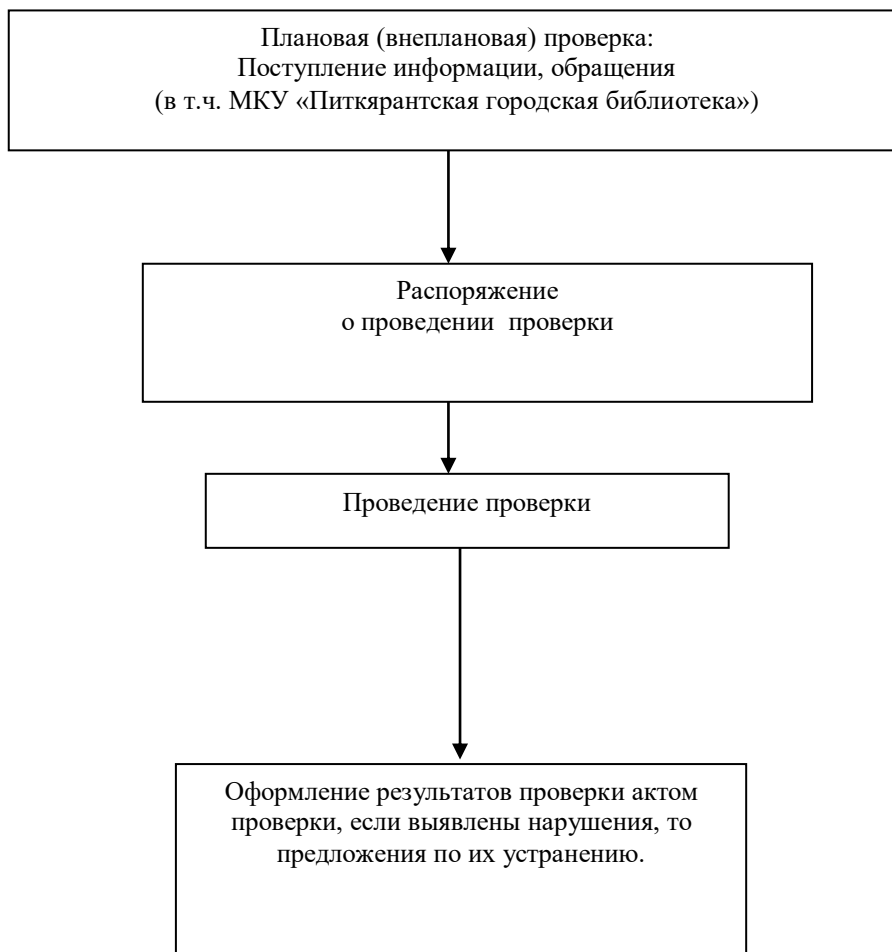 Плановая (внеплановая) проверка:
Поступление информации, обращения
(в т.ч. МКУ «Питкярантская городская библиотека»)
Распоряжение
о проведении  проверки
Проведение проверки
Оформление результатов проверки актом
проверки, если выявлены нарушения, то
предложения по их устранению.